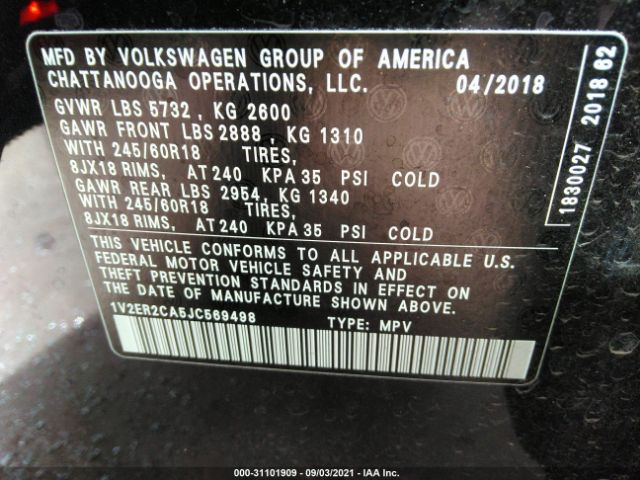 MFD BY VOLKSWAGEN GROUP OF AMERICA
CHATTANOOGA OPERATIONS, LLC. 04/2018
GVWR LBS 5732 , KG 2600
GAWR FRONT LBS 2888 , KG 1310
WITH 245/60R18 TIRES,
8JX18 RIMS, AT 240 KPA 35 PSI COLD
GAWR REAR LBS 2954 , KG 1340
WITH 245/60R18 TIRES,
8JX18 RIMS, AT 240 KPA 35 PSI COLD
THIS VEHICLE CONFORMS TO ALL APPLICABLE U.S.
FEDERAL MOTOR VEHICLE SAFETY AND
THEFT PREVENTION STANDARDS IN EFFECT ON
THE DATE OF MANUFACTURE SHOWN ABOVE.
1V2ER2CA5JC569498 TYPE: MPV
1830027 2018 62
000-31101909 - 09/03/2021 - IAA Inc.